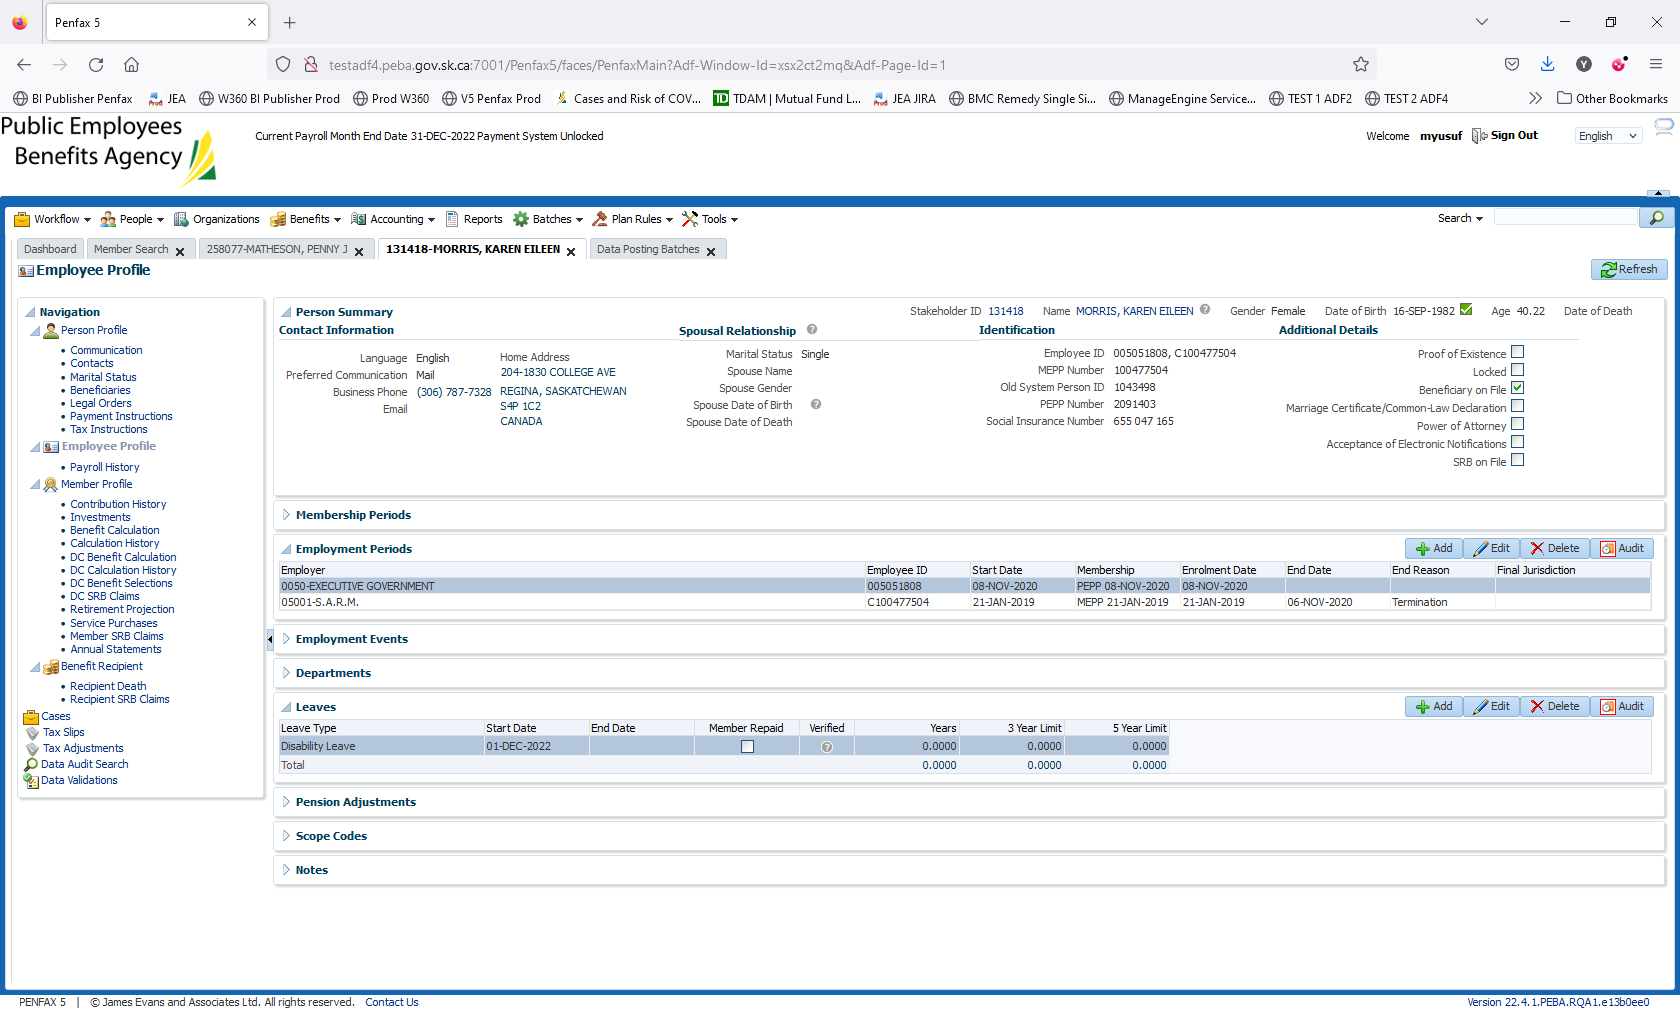 Penfax 5
testadf4.peba.gov.sk.ca:7001/Penfax5/faces/PenfaxMain?Adf-Window-Id=xsx2ct2mq&Adf-Page-Id=1
BI Publisher Penfax JEA W360 BI Publisher Prod Prod W360 V5 Penfax Prod Cases and Risk of COV... TDAM | Mutual Fund L... JEA JIRA BMC Remedy Single Si... ManageEngine Service... TEST 1 ADF2 TEST 2 ADF4 Other Bookmarks
Public Employees
Benefits Agency
Current Payroll Month End Date 31-DEC-2022 Payment System Unlocked
Welcome myusuf Sign Out English
Workflow People Organizations Benefits Accounting Reports Batches Plan Rules Tools Search
Dashboard Member Search 258077-MATHESON, PENNY J 131418-MORRIS, KAREN EILEEN Data Posting Batches
Employee Profile
Refresh
Navigation
Person Profile
Communication
Contacts
Marital Status
Beneficiaries
Legal Orders
Payment Instructions
Tax Instructions
Employee Profile
Payroll History
Member Profile
Contribution History
Investments
Benefit Calculation
Calculation History
DC Benefit Calculation
DC Calculation History
DC Benefit Selections
DC SRB Claims
Retirement Projection
Service Purchases
Member SRB Claims
Annual Statements
Benefit Recipient
Recipient Death
Recipient SRB Claims
Cases
Tax Slips
Tax Adjustments
Data Audit Search
Data Validations
Person Summary
Stakeholder ID 131418 Name MORRIS, KAREN EILEEN Gender Female Date of Birth 16-SEP-1982 Age 40.22 Date of Death
Contact Information
Language English
Preferred Communication Mail
Business Phone (306) 787-7328
Email
Home Address
204-1830 COLLEGE AVE
REGINA, SASKATCHEWAN
S4P 1C2
CANADA
Spousal Relationship
Marital Status Single
Spouse Name
Spouse Gender
Spouse Date of Birth
Spouse Date of Death
Identification
Employee ID 005051808, C100477504
MEPP Number 100477504
Old System Person ID 1043498
PEPP Number 2091403
Social Insurance Number 655 047 165
Additional Details
Proof of Existence
Locked
Beneficiary on File
Marriage Certificate/Common-Law Declaration
Power of Attorney
Acceptance of Electronic Notifications
SRB on File
Membership Periods
Employment Periods
Add Edit Delete Audit
Employer Employee ID Start Date Membership Enrolment Date End Date End Reason Final Jurisdiction
0050-EXECUTIVE GOVERNMENT 005051808 08-NOV-2020 PEPP 08-NOV-2020 08-NOV-2020
05001-S.A.R.M. C100477504 21-JAN-2019 MEPP 21-JAN-2019 21-JAN-2019 06-NOV-2020 Termination
Employment Events
Departments
Leaves
Add Edit Delete Audit
Leave Type Start Date End Date Member Repaid Verified Years 3 Year Limit 5 Year Limit
Disability Leave 01-DEC-2022 0.0000 0.0000 0.0000
Total 0.0000 0.0000 0.0000
Pension Adjustments
Scope Codes
Notes
PENFAX 5 | © James Evans and Associates Ltd. All rights reserved. Contact Us
Version 22.4.1.PEBA.RQA1.e13b0ee0